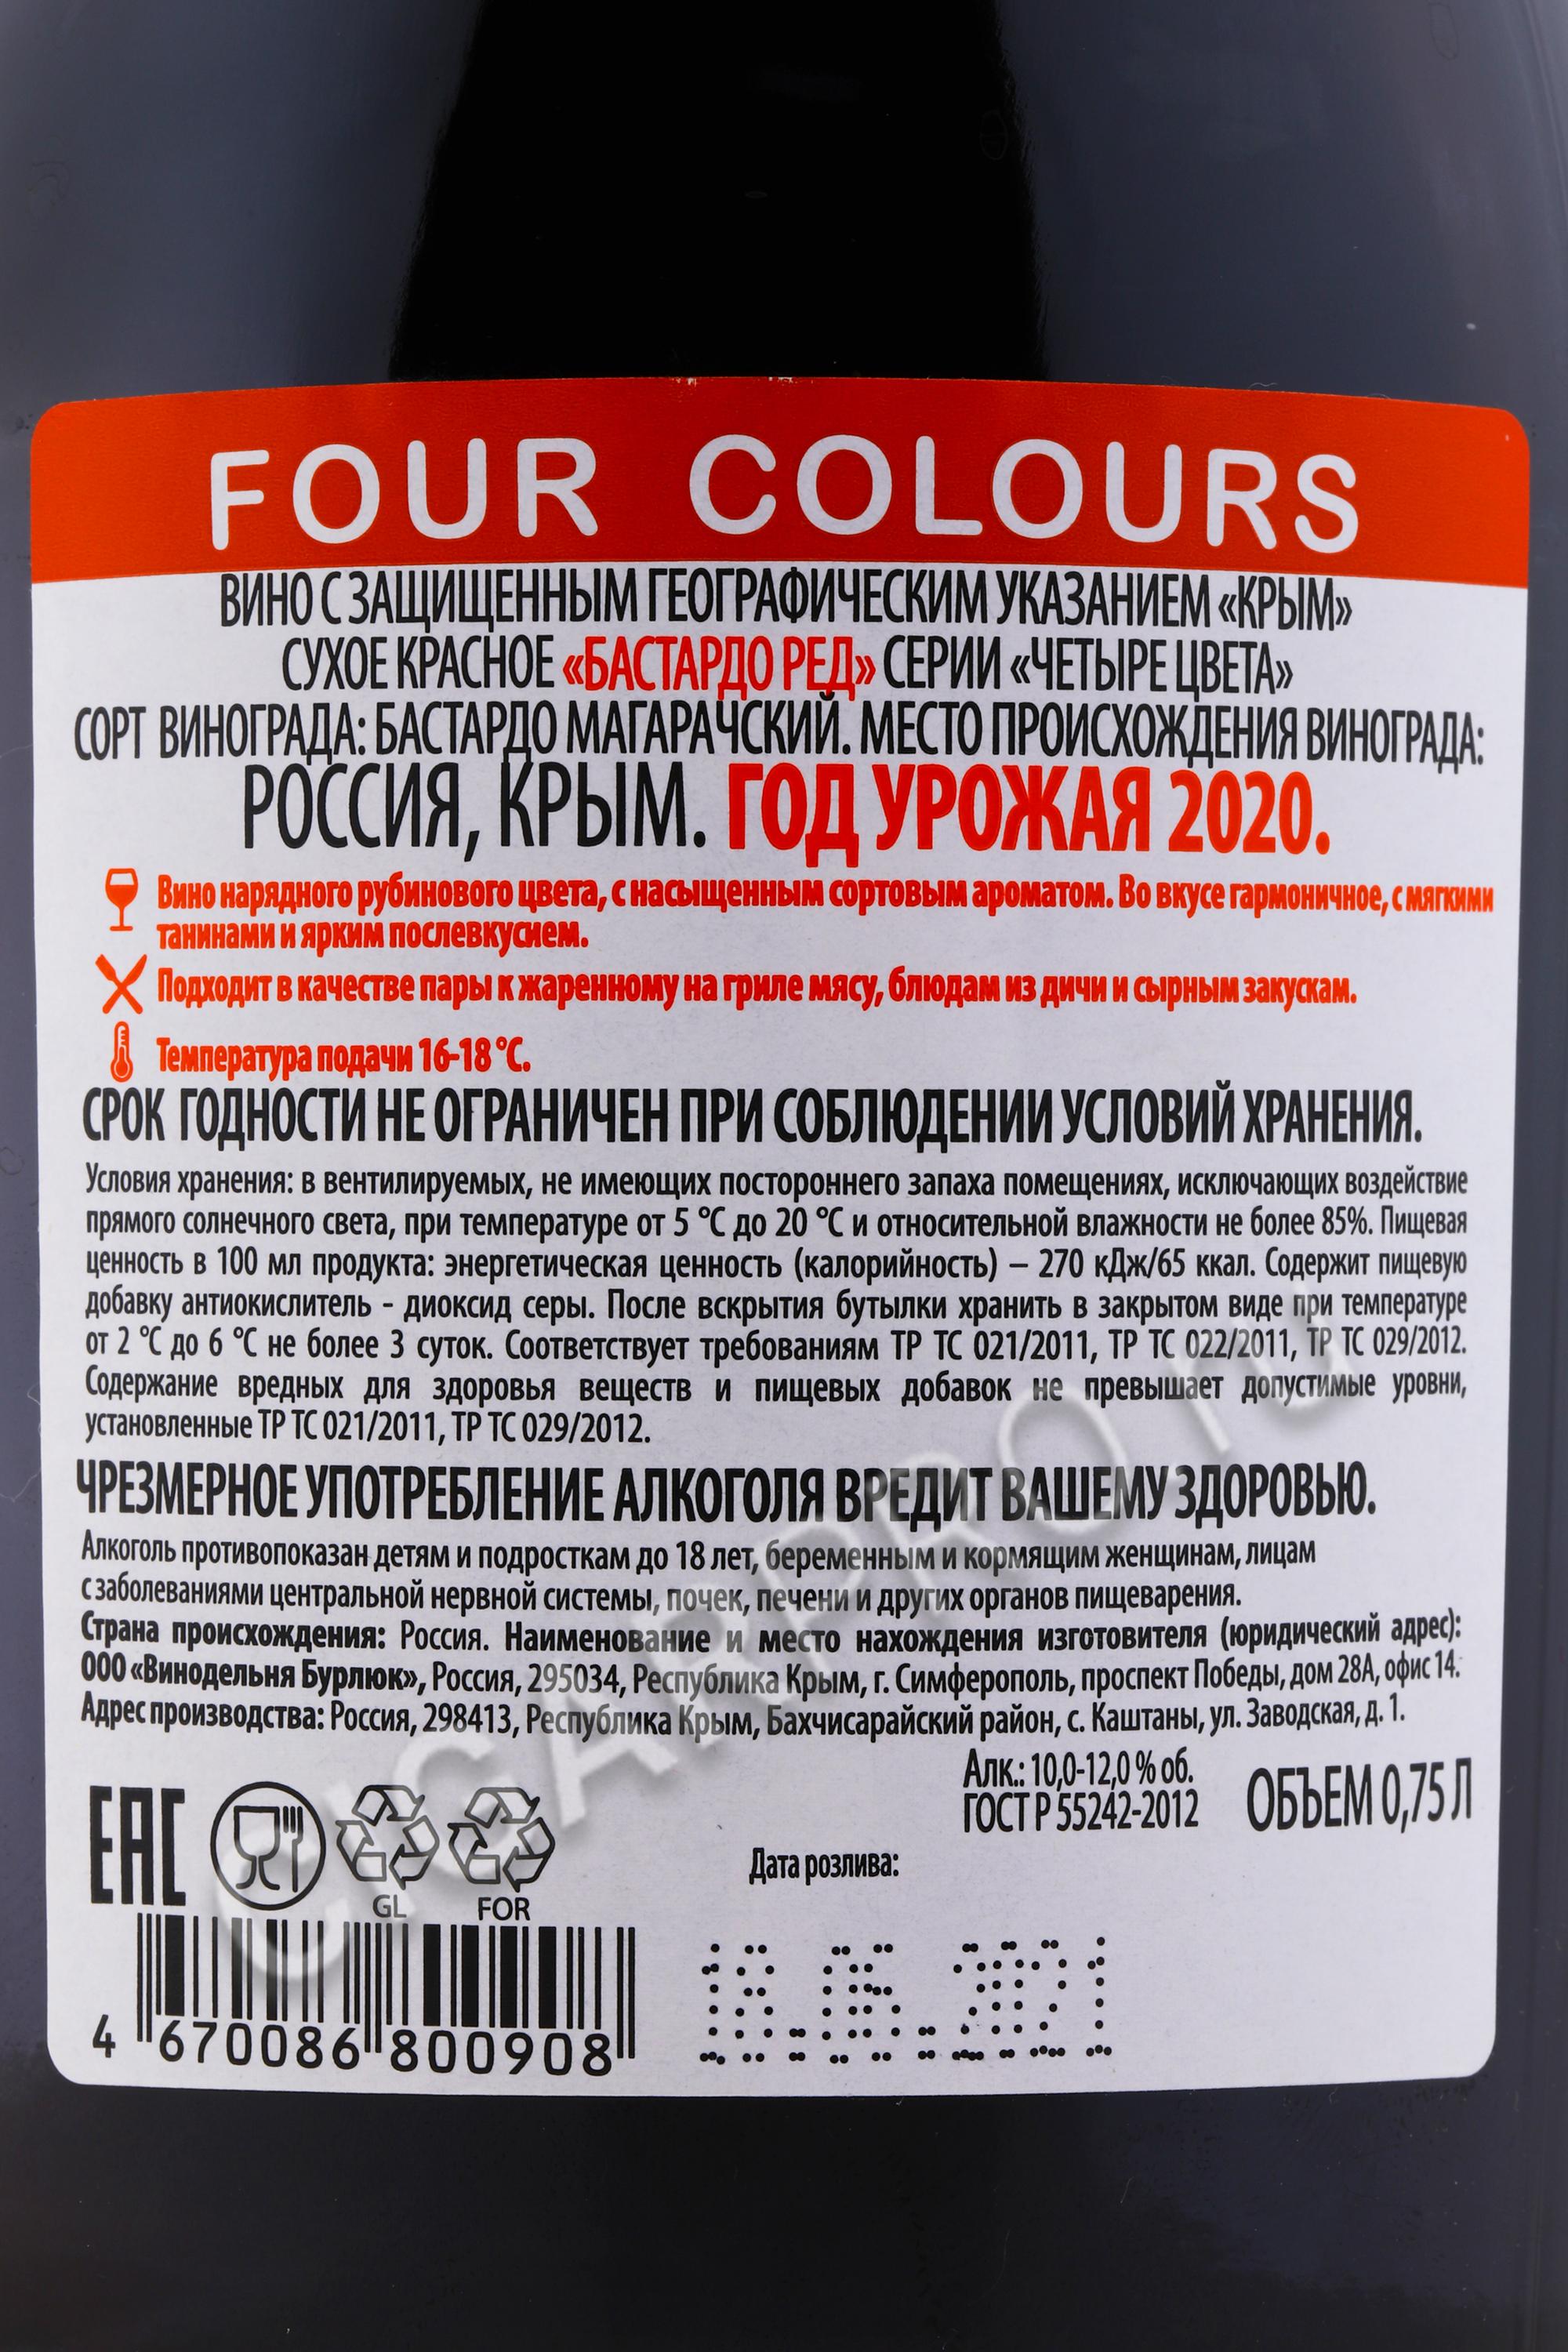 FOUR COLOURS
ВИНО С ЗАЩИЩЕННЫМ ГЕОГРАФИЧЕСКИМ УКАЗАНИЕМ «КРЫМ»
СУХОЕ КРАСНОЕ «БАСТАРДО РЕД» СЕРИИ «ЧЕТЫРЕ ЦВЕТА»
СОРТ ВИНОГРАДА: БАСТАРДО МАГАРАЧСКИЙ. МЕСТО ПРОИСХОЖДЕНИЯ ВИНОГРАДА:
РОССИЯ, КРЫМ. ГОД УРОЖАЯ 2020.
Вино нарядного рубинового цвета, с насыщенным сортовым ароматом. Во вкусе гармоничное, с мягкими
танинами и ярким послевкусием.
Подходит в качестве пары к жаренному на гриле мясу, блюдам из дичи и сырным закускам.
Температура подачи 16-18 °C.
СРОК ГОДНОСТИ НЕ ОГРАНИЧЕН ПРИ СОБЛЮДЕНИИ УСЛОВИЙ ХРАНЕНИЯ.
Условия хранения: в вентилируемых, не имеющих постороннего запаха помещениях, исключающих воздействие
прямого солнечного света, при температуре от 5 °C до 20 °C и относительной влажности не более 85%. Пищевая
ценность в 100 мл продукта: энергетическая ценность (калорийность) – 270 кДж/65 ккал. Содержит пищевую
добавку антиокислитель - диоксид серы. После вскрытия бутылки хранить в закрытом виде при температуре
от 2 °C до 6 °C не более 3 суток. Соответствует требованиям ТР ТС 021/2011, ТР ТС 022/2011, ТР ТС 029/2012.
Содержание вредных для здоровья веществ и пищевых добавок не превышает допустимые уровни,
установленные ТР ТС 021/2011, ТР ТС 029/2012.
ЧРЕЗМЕРНОЕ УПОТРЕБЛЕНИЕ АЛКОГОЛЯ ВРЕДИТ ВАШЕМУ ЗДОРОВЬЮ.
Алкоголь противопоказан детям и подросткам до 18 лет, беременным и кормящим женщинам, лицам
с заболеваниями центральной нервной системы, почек, печени и других органов пищеварения.
Страна происхождения: Россия. Наименование и место нахождения изготовителя (юридический адрес):
ООО «Винодельня Бурлюк», Россия, 295034, Республика Крым, г. Симферополь, проспект Победы, дом 28А, офис 14.
Адрес производства: Россия, 298413, Республика Крым, Бахчисарайский район, с. Каштаны, ул. Заводская, д. 1.
Алк.: 10,0-12,0 % об.
ГОСТ Р 55242-2012
ОБЪЕМ 0,75 Л
EAC
GL
FOR
Дата розлива:
18.05.2021
4 670086 800908
CIGARPRO.ru